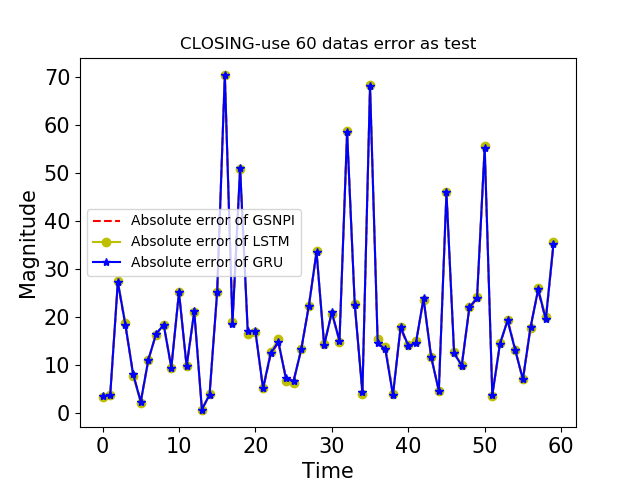 CLOSING-use 60 datas error as test
Magnitude
70
60
50
40
30
20
10
0
Absolute error of GSNPI
Absolute error of LSTM
Absolute error of GRU
0 10 20 30 40 50 60
Time